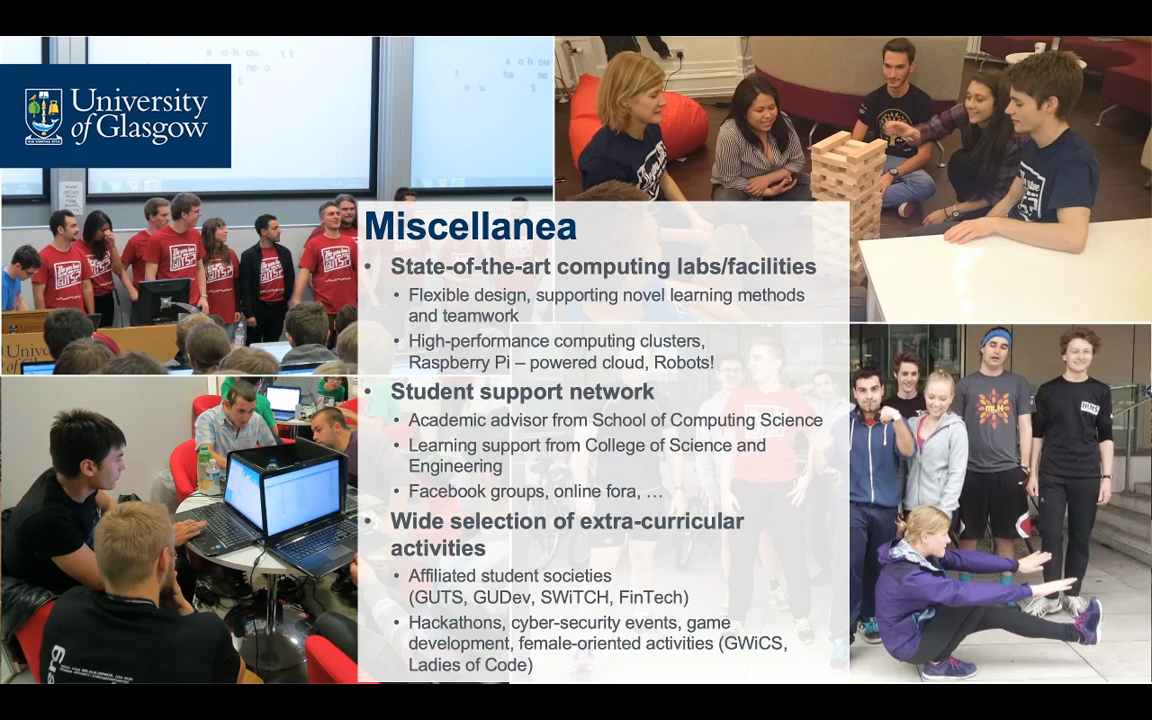 University
of Glasgow
VIA VERITAS VITA
Miscellanea
• State-of-the-art computing labs/facilities
• Flexible design, supporting novel learning methods
and teamwork
• High-performance computing clusters,
Raspberry Pi – powered cloud, Robots!
• Student support network
• Academic advisor from School of Computing Science
• Learning support from College of Science and
Engineering
• Facebook groups, online fora, …
• Wide selection of extra-curricular
activities
• Affiliated student societies
(GUTS, GUDev, SWiTCH, FinTech)
• Hackathons, cyber-security events, game
development, female-oriented activities (GWiCS,
Ladies of Code)